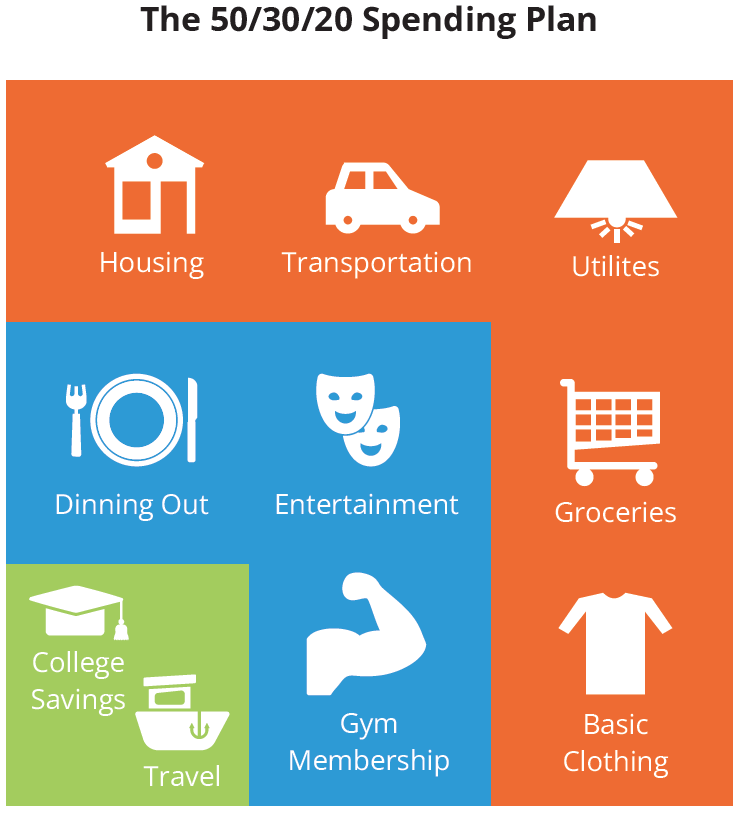 The 50/30/20 Spending Plan
Housing
Transportation
Utilites
Dinning Out
Entertainment
Groceries
College
Savings
Travel
Gym
Membership
Basic
Clothing